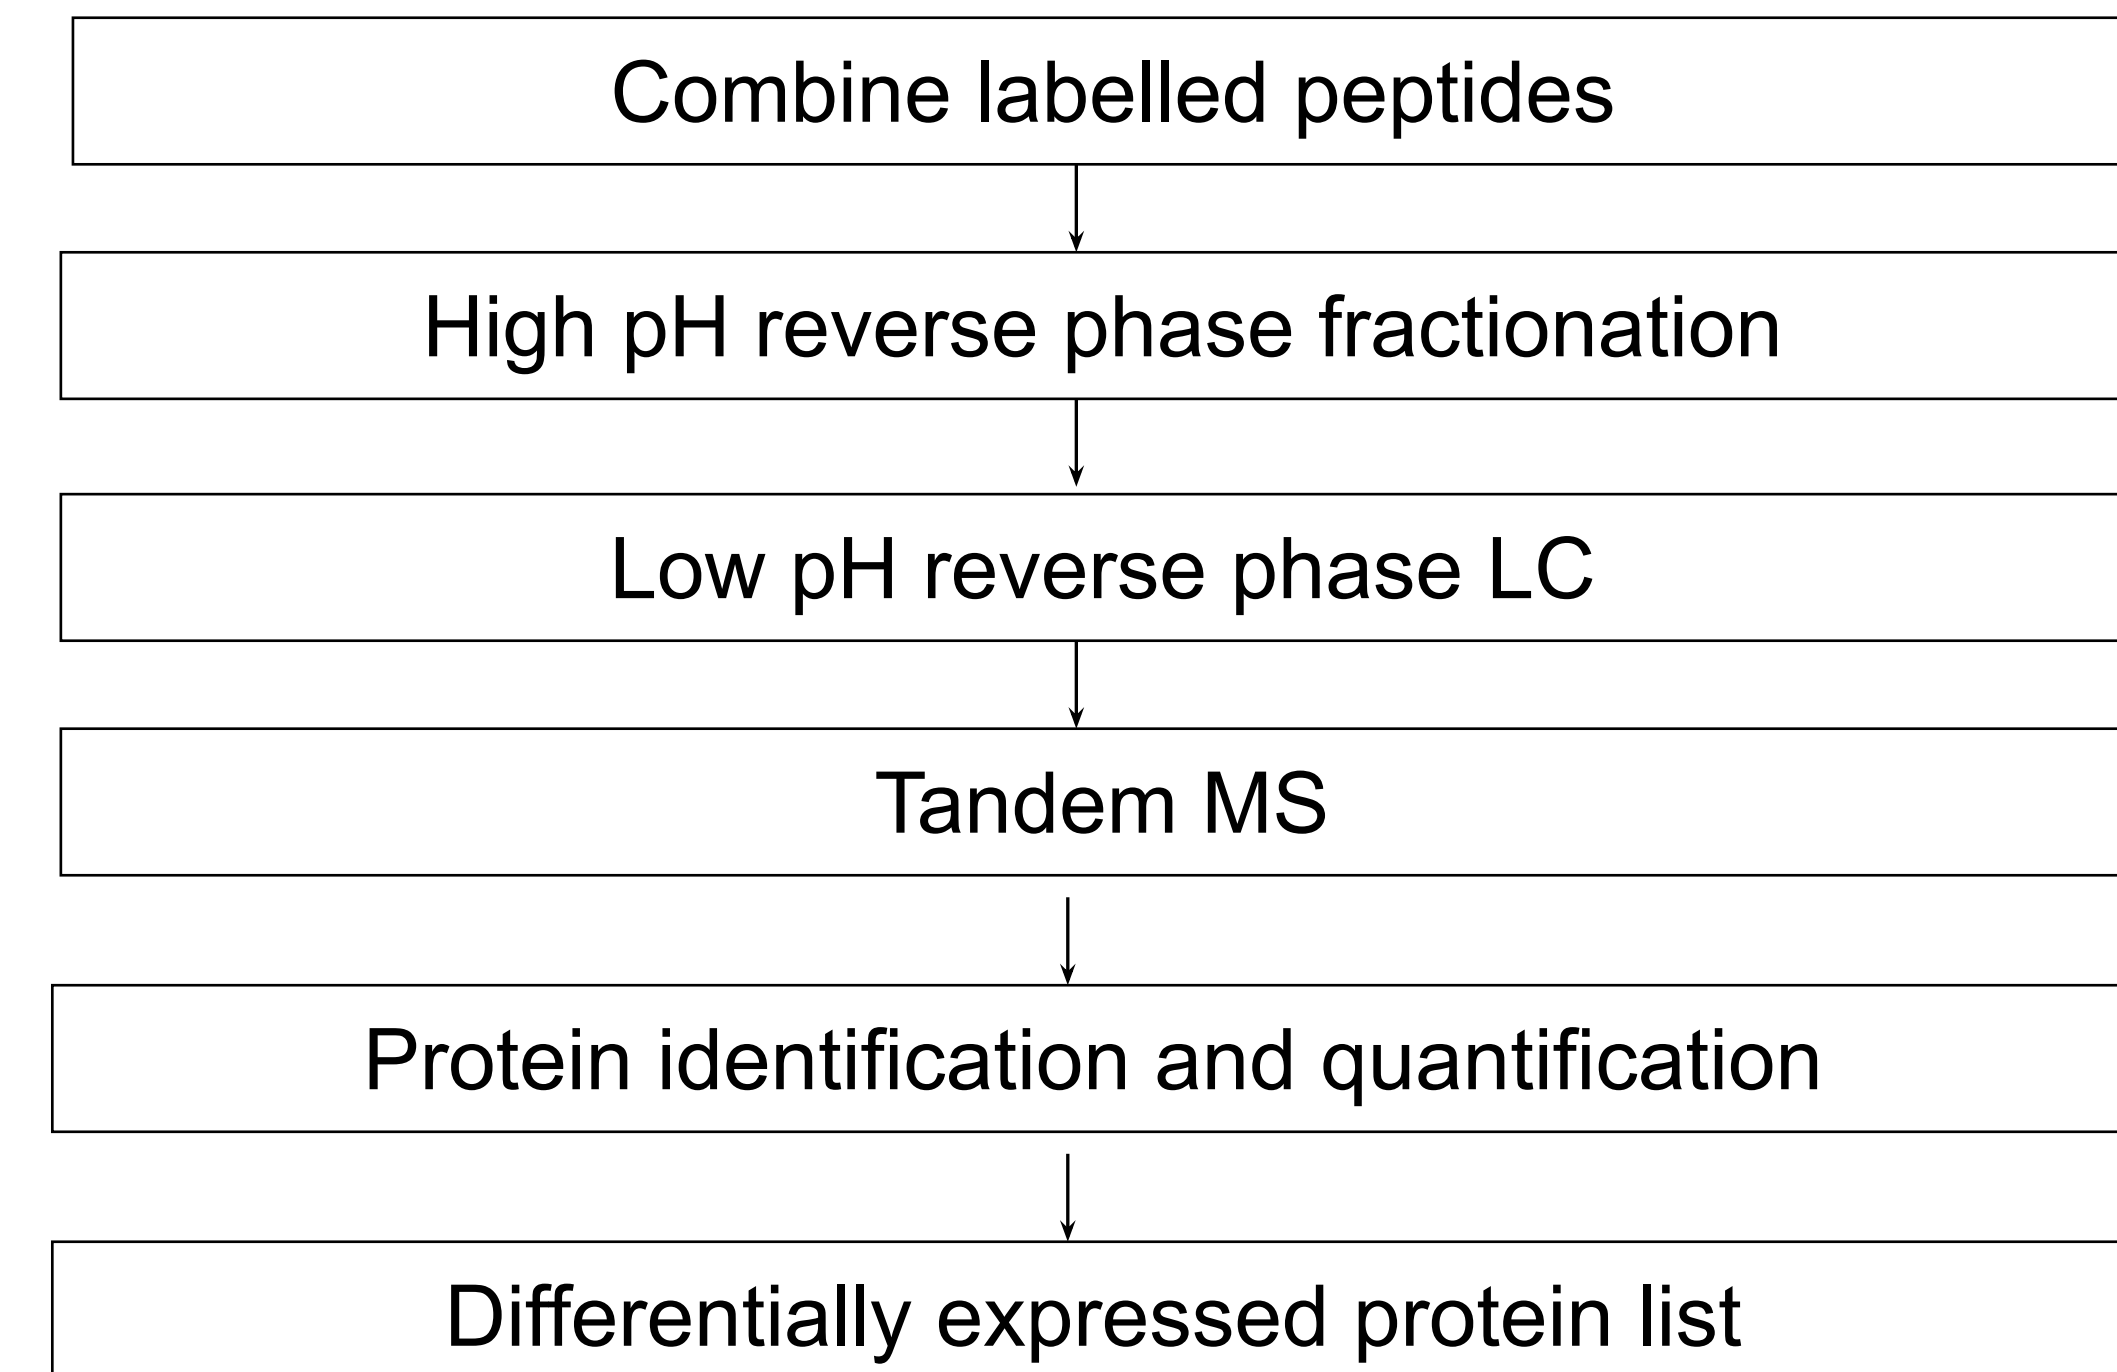 Combine labelled peptides
High pH reverse phase fractionation
Low pH reverse phase LC
Tandem MS
Protein identification and quantification
Differentially expressed protein list